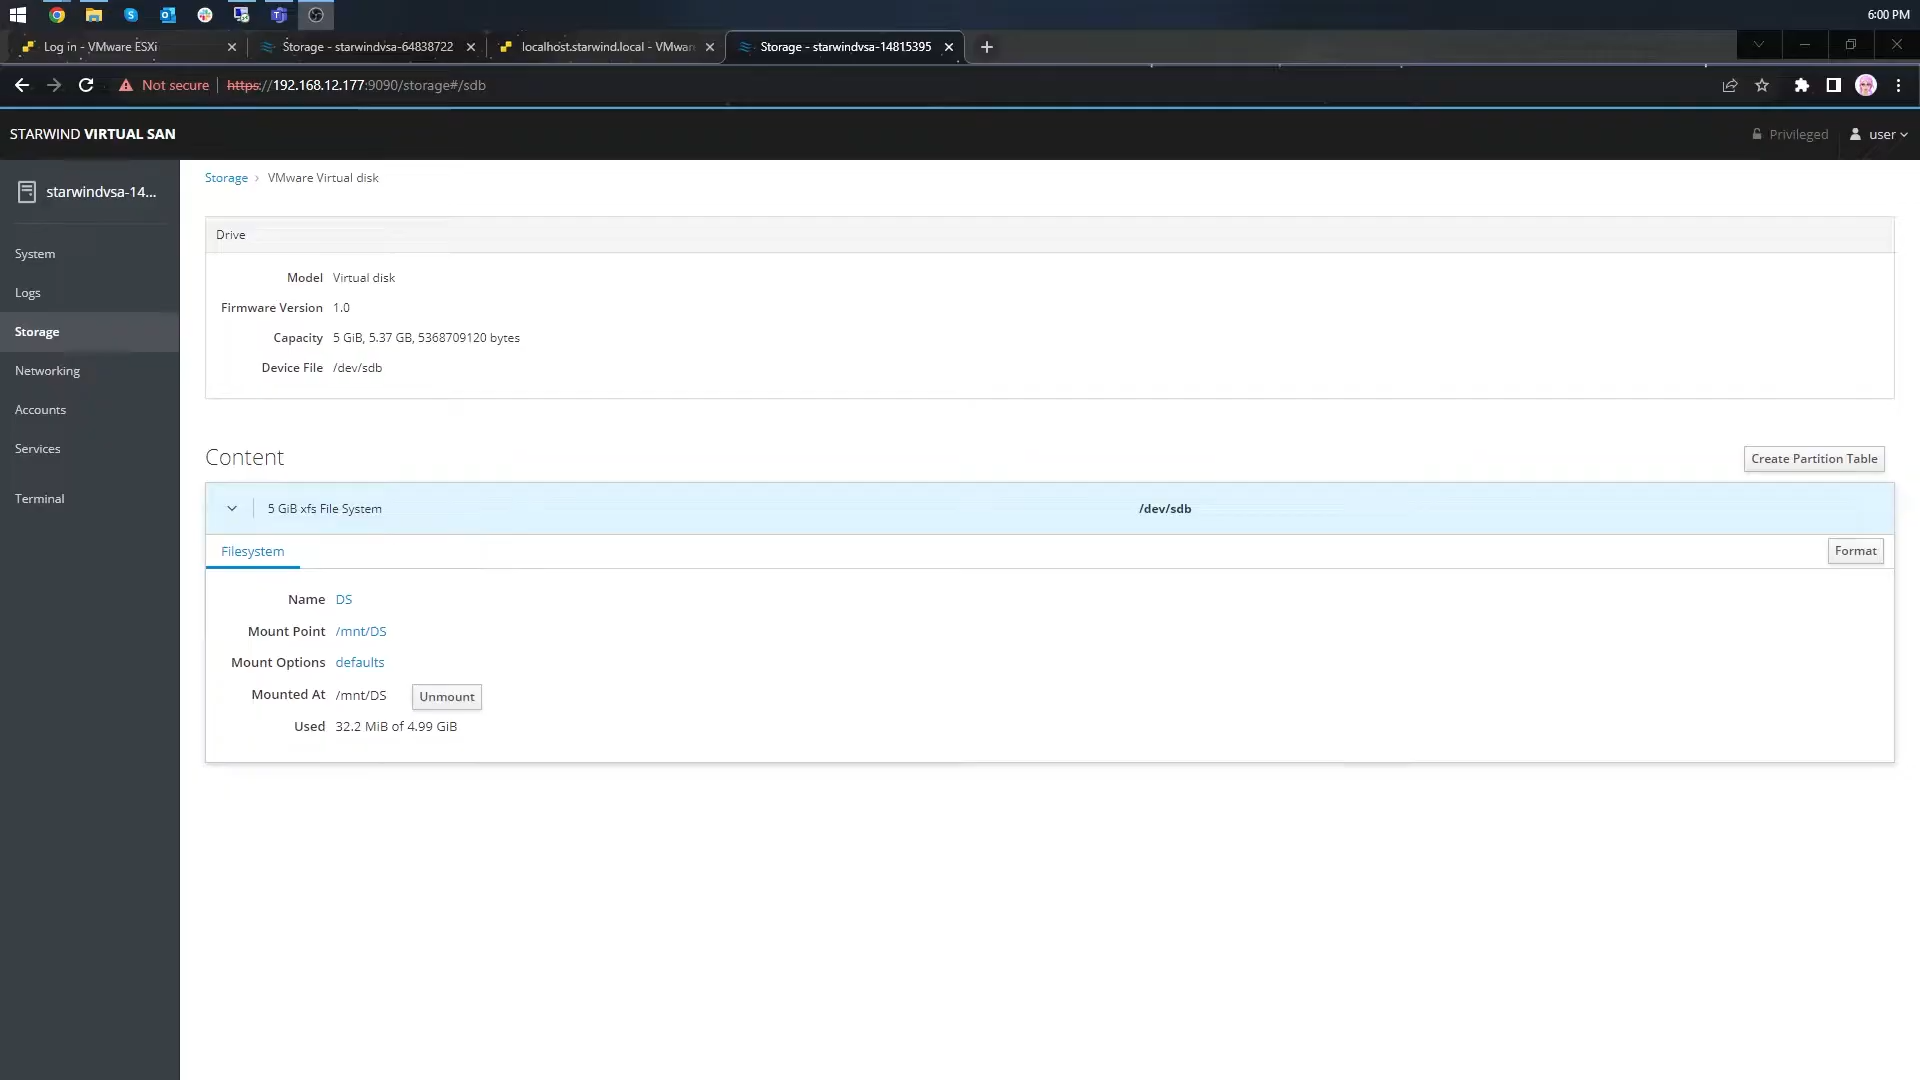 6:00 PM
Log in - VMware ESXi
Storage - starwindvsa-64838722
localhost.starwind.local - VMwar
Storage - starwindvsa-14815395
Not secure
https://192.168.12.177:9090/storage#/sdb
STARWIND VIRTUAL SAN
Privileged
user
starwindvsa-14...
System
Logs
Storage
Networking
Accounts
Services
Terminal
Storage
VMware Virtual disk
Drive
Model Virtual disk
Firmware Version 1.0
Capacity 5 GiB, 5.37 GB, 5368709120 bytes
Device File /dev/sdb
Content
Create Partition Table
5 GiB xfs File System
/dev/sdb
Filesystem
Format
Name DS
Mount Point /mnt/DS
Mount Options defaults
Mounted At /mnt/DS
Unmount
Used 32.2 MiB of 4.99 GiB